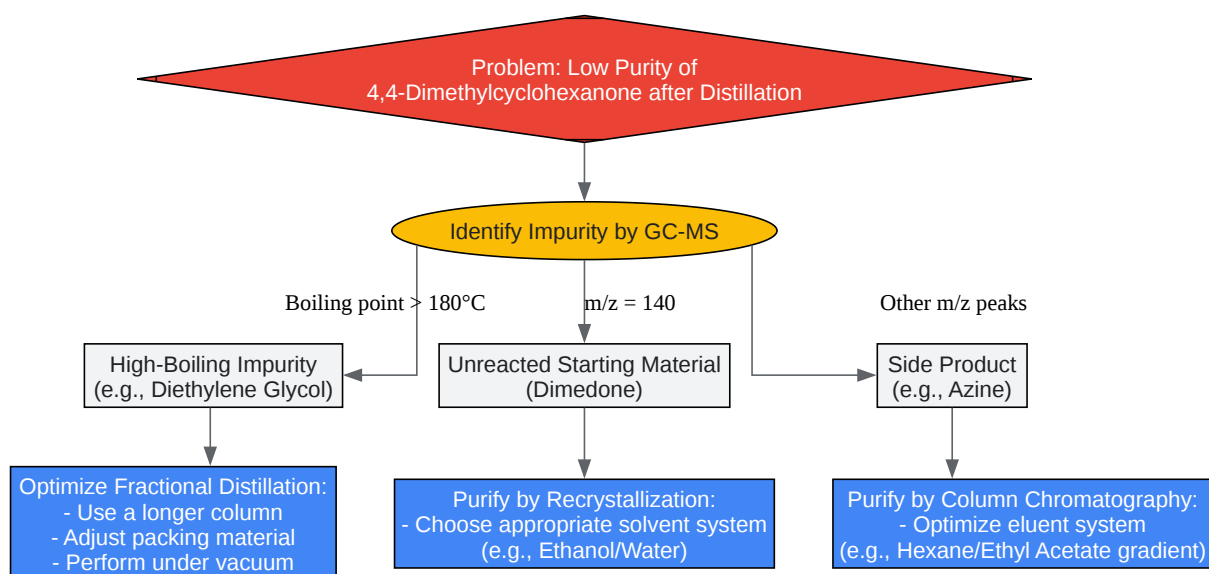 Problem: Low Purity of
4,4-Dimethylcyclohexanone after Distillation
Identify Impurity by GC-MS
Boiling point > 180°C
m/z = 140
Other m/z peaks
High-Boiling Impurity
(e.g., Diethylene Glycol)
Unreacted Starting Material
(Dimedone)
Side Product
(e.g., Azine)
Optimize Fractional Distillation:
- Use a longer column
- Adjust packing material
- Perform under vacuum
Purify by Recrystallization:
- Choose appropriate solvent system
(e.g., Ethanol/Water)
Purify by Column Chromatography:
- Optimize eluent system
(e.g., Hexane/Ethyl Acetate gradient)